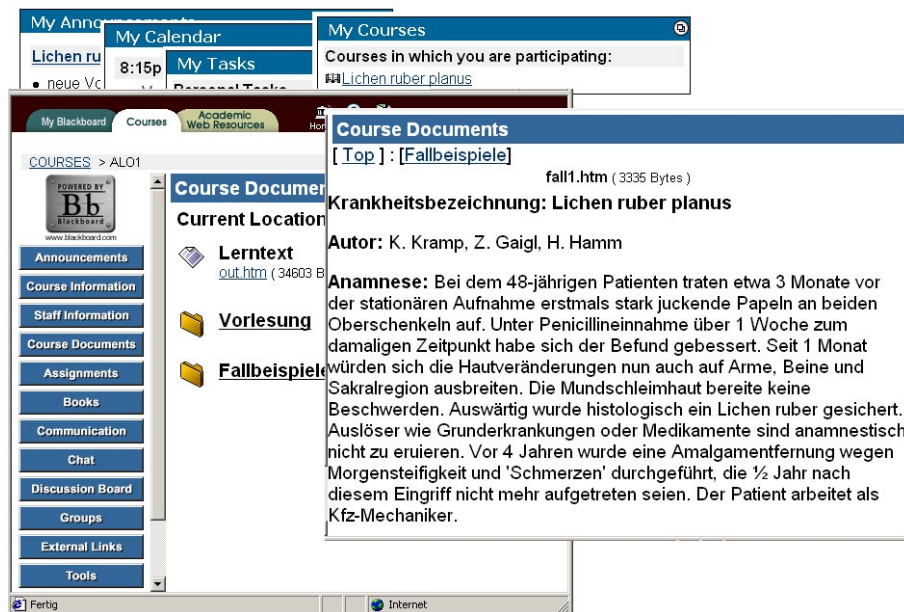 My Announcements
Lichen ru
• neue Vo
My Calendar
8:15p
My Tasks
My Courses
Courses in which you are participating:
Lichen ruber planus
My Blackboard
Courses
Academic
Web Resources
COURSES > ALO1
POWERED BY
Bb
Blackboard
www.blackboard.com
Announcements
Course Information
Staff Information
Course Documents
Assignments
Books
Communication
Chat
Discussion Board
Groups
External Links
Tools
Course Documen
Current Location
Lerntext
out.htm ( 34603 B
Vorlesung
Fallbeispiele
Course Documents
[ Top ] : [Fallbeispiele]
fall1.htm ( 3335 Bytes )
Krankheitsbezeichnung: Lichen ruber planus
Autor: K. Kramp, Z. Gaigl, H. Hamm
Anamnese: Bei dem 48-jährigen Patienten traten etwa 3 Monate vor
der stationären Aufnahme erstmals stark juckende Papeln an beiden
Oberschenkeln auf. Unter Penicillineinnahme über 1 Woche zum
damaligen Zeitpunkt habe sich der Befund gebessert. Seit 1 Monat
würden sich die Hautveränderungen nun auch auf Arme, Beine und
Sakralregion ausbreiten. Die Mundschleimhaut bereite keine
Beschwerden. Auswärtig wurde histologisch ein Lichen ruber gesichert.
Auslöser wie Grunderkrankungen oder Medikamente sind anamnestisch
nicht zu eruieren. Vor 4 Jahren wurde eine Amalgamentfernung wegen
Morgensteifigkeit und 'Schmerzen' durchgeführt, die ½ Jahr nach
diesem Eingriff nicht mehr aufgetreten seien. Der Patient arbeitet als
Kfz-Mechaniker.
Fertig
Internet